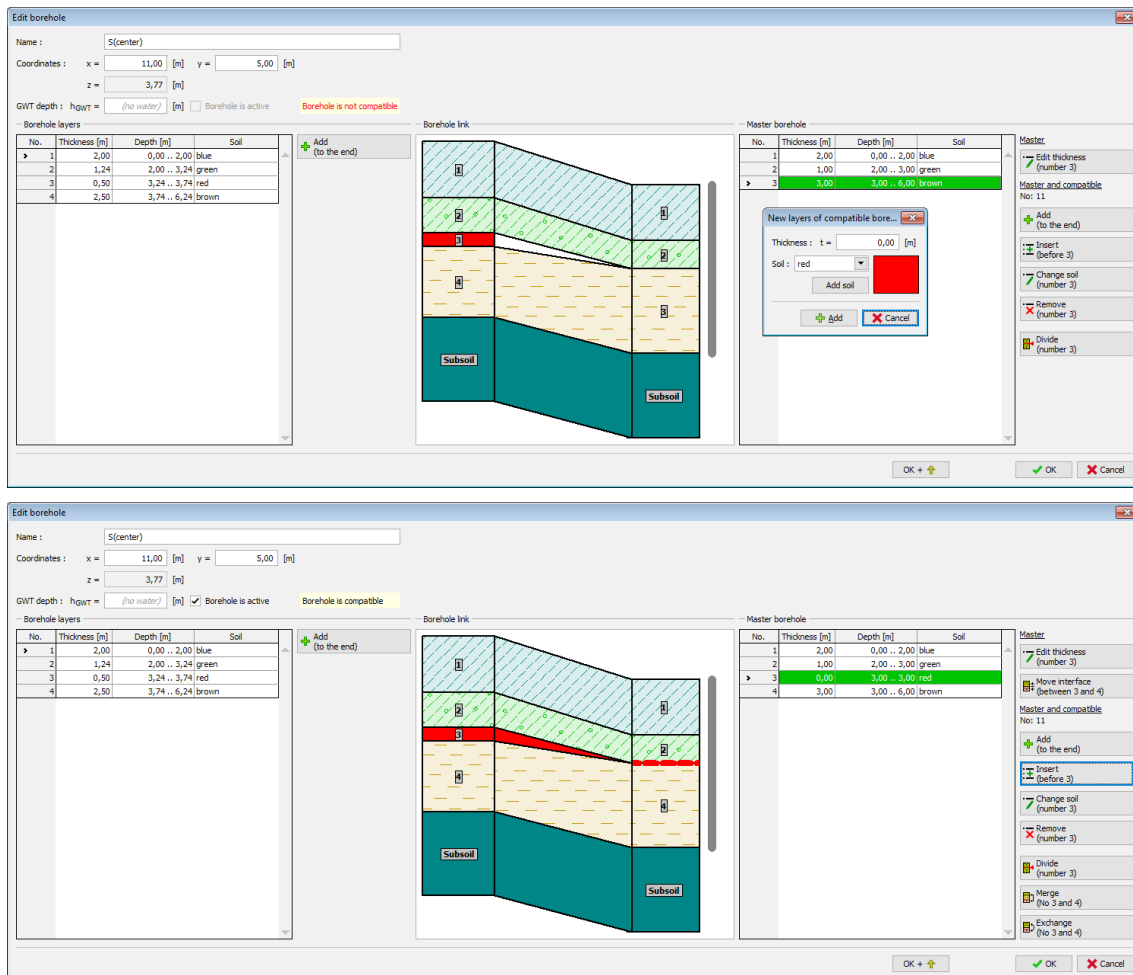 Edit borehole
Name :
S(center)
Coordinates :
x = 11,00 [m] y = 5,00 [m]
z = 3,77 [m]
GWT depth : hGWT = (no water) [m] Borehole is active Borehole is not compatible
Borehole layers
No. Thickness [m] Depth [m] Soil
1 2,00 0,00 .. 2,00 blue
2 1,24 2,00 .. 3,24 green
3 0,50 3,24 .. 3,74 red
4 2,50 3,74 .. 6,24 brown
Add
(to the end)
Borehole link
1
2
3
4
Subsoil
1
2
3
Subsoil
Master borehole
No. Thickness [m] Depth [m] Soil
1 2,00 0,00 .. 2,00 blue
2 1,00 2,00 .. 3,00 green
3 3,00 3,00 .. 6,00 brown
New layers of compatible bore...
Thickness : t = 0,00 [m]
Soil : red
Add soil
Add Cancel
Master
Edit thickness
(number 3)
Master and compatible
No: 11
Add
(to the end)
Insert
(before 3)
Change soil
(number 3)
Remove
(number 3)
Divide
(number 3)
OK + OK Cancel
Edit borehole
Name :
S(center)
Coordinates :
x = 11,00 [m] y = 5,00 [m]
z = 3,77 [m]
GWT depth : hGWT = (no water) [m] Borehole is active Borehole is compatible
Borehole layers
No. Thickness [m] Depth [m] Soil
1 2,00 0,00 .. 2,00 blue
2 1,24 2,00 .. 3,24 green
3 0,50 3,24 .. 3,74 red
4 2,50 3,74 .. 6,24 brown
Add
(to the end)
Borehole link
1
2
3
4
Subsoil
1
2
4
Subsoil
Master borehole
No. Thickness [m] Depth [m] Soil
1 2,00 0,00 .. 2,00 blue
2 1,00 2,00 .. 3,00 green
3 0,00 3,00 .. 3,00 red
4 3,00 3,00 .. 6,00 brown
Master
Edit thickness
(number 3)
Move interface
(between 3 and 4)
Master and compatible
No: 11
Add
(to the end)
Insert
(before 3)
Change soil
(number 3)
Remove
(number 3)
Divide
(number 3)
Merge
(No 3 and 4)
Exchange
(No 3 and 4)
OK + OK Cancel